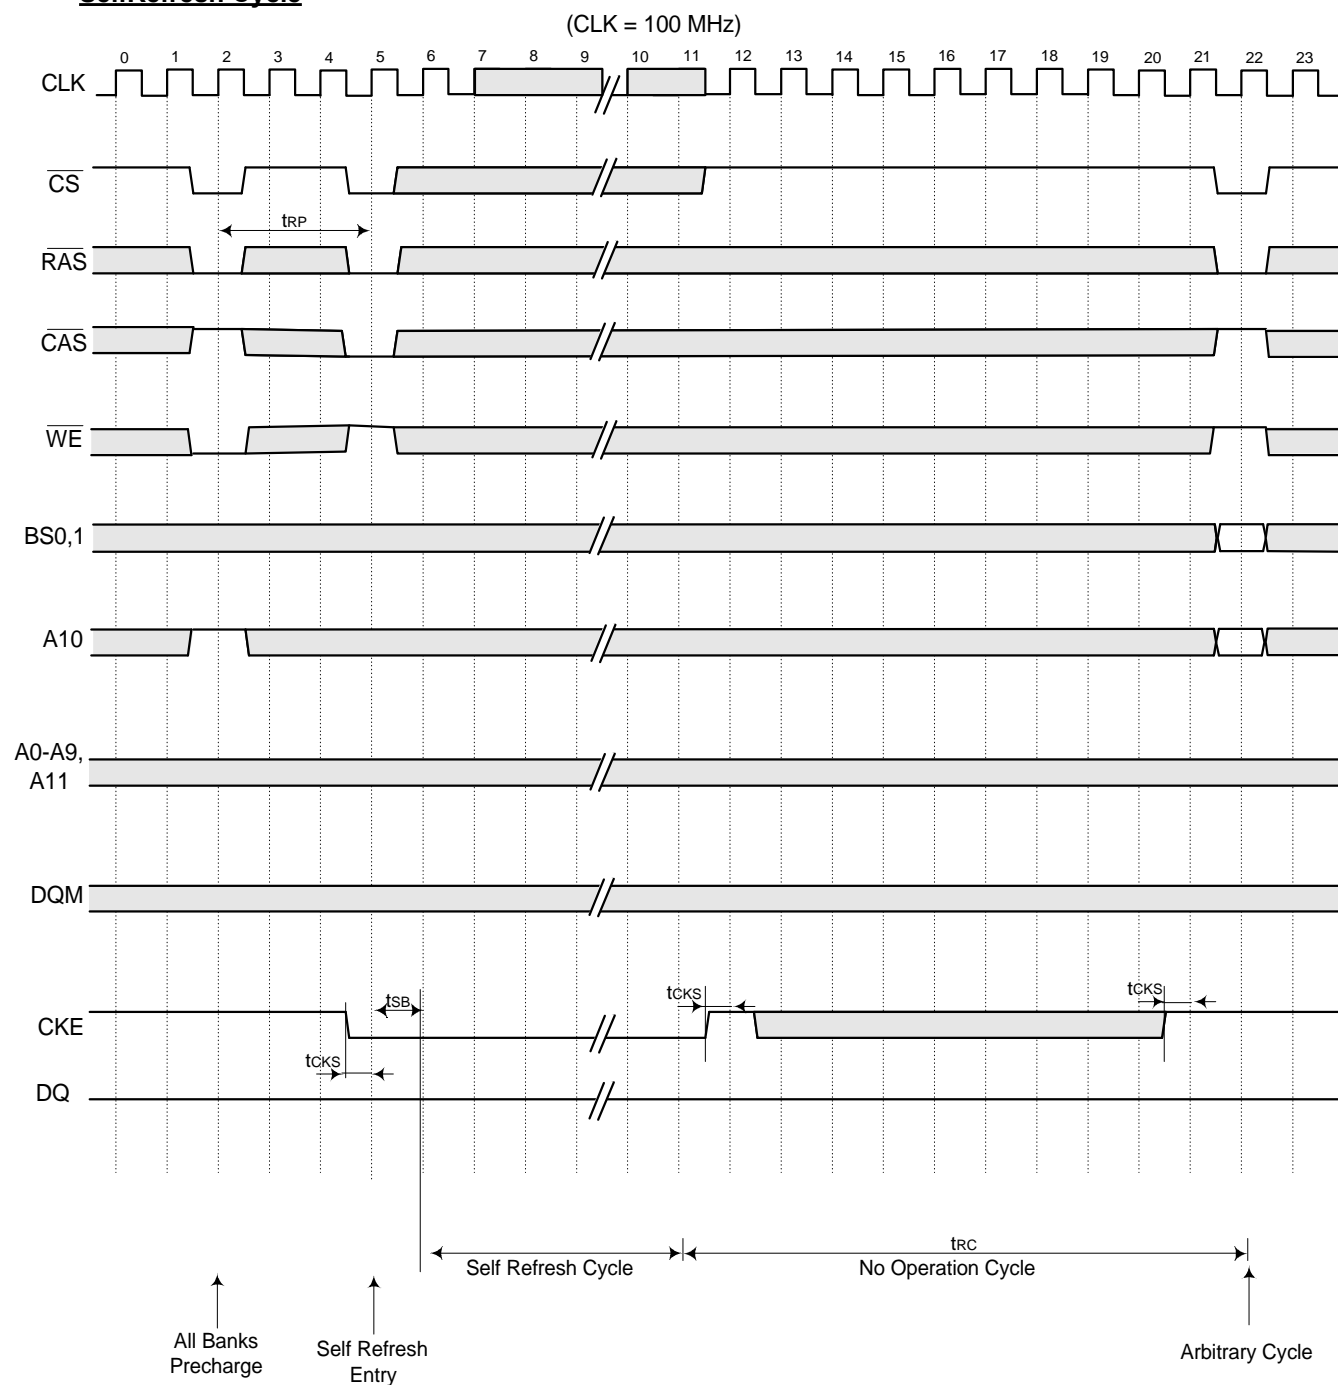 SelfRefresh Cycle
(CLK = 100 MHz)
0 1 2 3 4 5 6 7 8 9 10 11 12 13 14 15 16 17 18 19 20 21 22 23
CLK
CS
tRP
RAS
CAS
WE
BS0,1
A10
A0-A9,
A11
DQM
tSB
tCKS
tCKS
CKE
tCKS
DQ
tRC
Self Refresh Cycle
No Operation Cycle
All Banks
Precharge
Self Refresh
Entry
Arbitrary Cycle